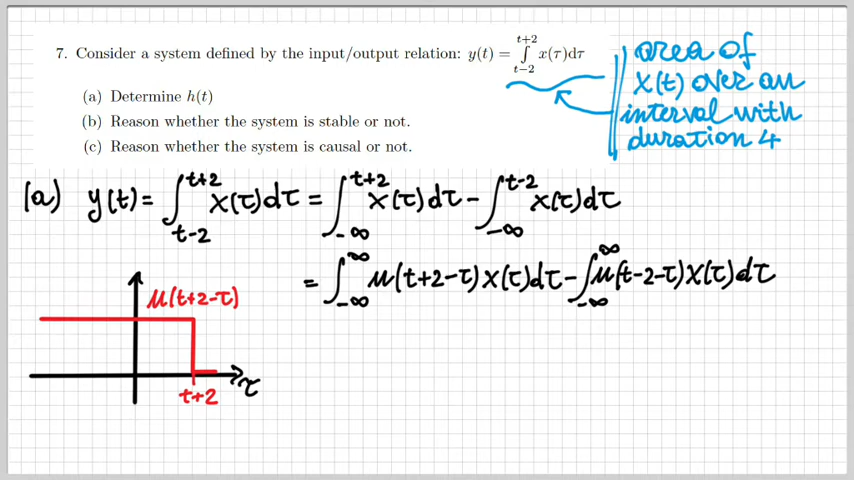 7. Consider a system defined by the input/output relation: y(t) = ∫_{t−2}^{t+2} x(τ)dτ
(a) Determine h(t)
(b) Reason whether the system is stable or not.
(c) Reason whether the system is causal or not.
area of
x(t) over an
interval with
duration 4
(a) y(t) = ∫_{t-2}^{t+2} x(τ)dτ = ∫_{-∞}^{t+2} x(τ)dτ - ∫_{-∞}^{t-2} x(τ)dτ
= ∫_{-∞}^{∞} u(t+2-τ)x(τ)dτ - ∫_{-∞}^{∞} u(t-2-τ)x(τ)dτ
u(t+2-τ)
τ
t+2